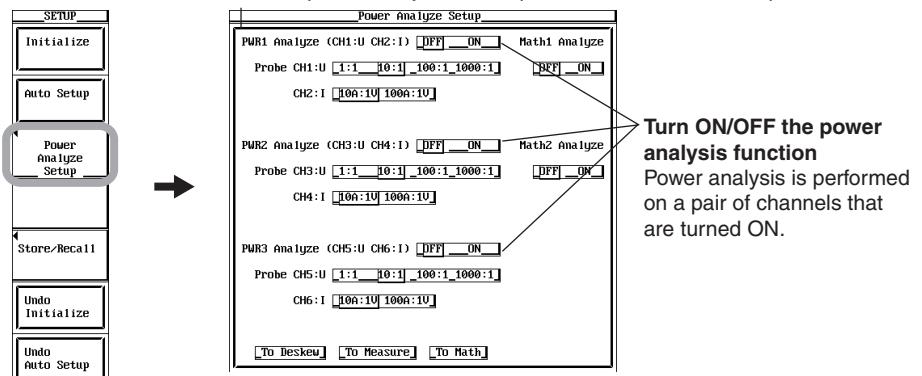 SETUP
Initialize
Auto Setup
Power
Analyze
Setup
Store/Recall
Undo
Initialize
Undo
Auto Setup
Power Analyze Setup
PWR1 Analyze (CH1:U CH2:I) OFF ON Math1 Analyze
Probe CH1:U 1:1 10:1 100:1 1000:1 OFF ON
CH2:I 10A:1V 100A:1V
PWR2 Analyze (CH3:U CH4:I) OFF ON Math2 Analyze
Probe CH3:U 1:1 10:1 100:1 1000:1 OFF ON
CH4:I 10A:1V 100A:1V
PWR3 Analyze (CH5:U CH6:I) OFF ON
Probe CH5:U 1:1 10:1 100:1 1000:1
CH6:I 10A:1V 100A:1V
To Deskew To Measure To Math
Turn ON/OFF the power
analysis function
Power analysis is performed
on a pair of channels that
are turned ON.